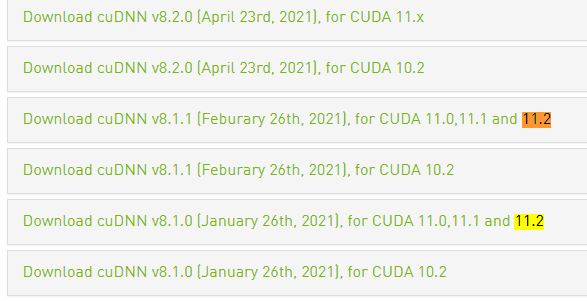 Download cuDNN v8.2.0 (April 23rd, 2021), for CUDA 11.x
Download cuDNN v8.2.0 (April 23rd, 2021), for CUDA 10.2
Download cuDNN v8.1.1 (Feburary 26th, 2021), for CUDA 11.0,11.1 and 11.2
Download cuDNN v8.1.1 (Feburary 26th, 2021), for CUDA 10.2
Download cuDNN v8.1.0 (January 26th, 2021), for CUDA 11.0,11.1 and 11.2
Download cuDNN v8.1.0 (January 26th, 2021), for CUDA 10.2